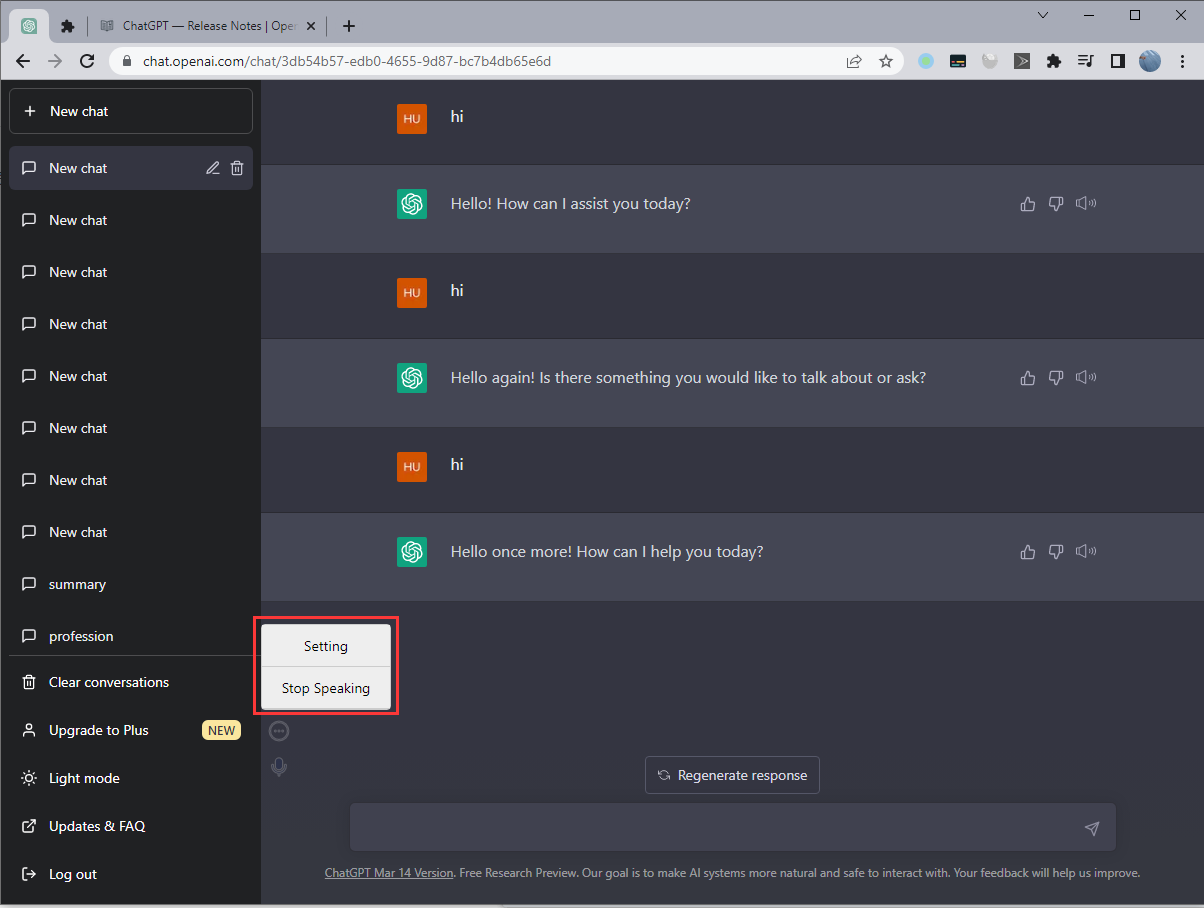 ChatGPT — Release Notes | Open
chat.openai.com/chat/3db54b57-edb0-4655-9d87-bc7b4db65e6d
New chat
New chat
New chat
New chat
New chat
New chat
New chat
New chat
New chat
summary
profession
Clear conversations
Upgrade to Plus NEW
Light mode
Updates & FAQ
Log out
HU hi
Hello! How can I assist you today?
HU hi
Hello again! Is there something you would like to talk about or ask?
HU hi
Hello once more! How can I help you today?
Setting
Stop Speaking
Regenerate response
ChatGPT Mar 14 Version. Free Research Preview. Our goal is to make AI systems more natural and safe to interact with. Your feedback will help us improve.